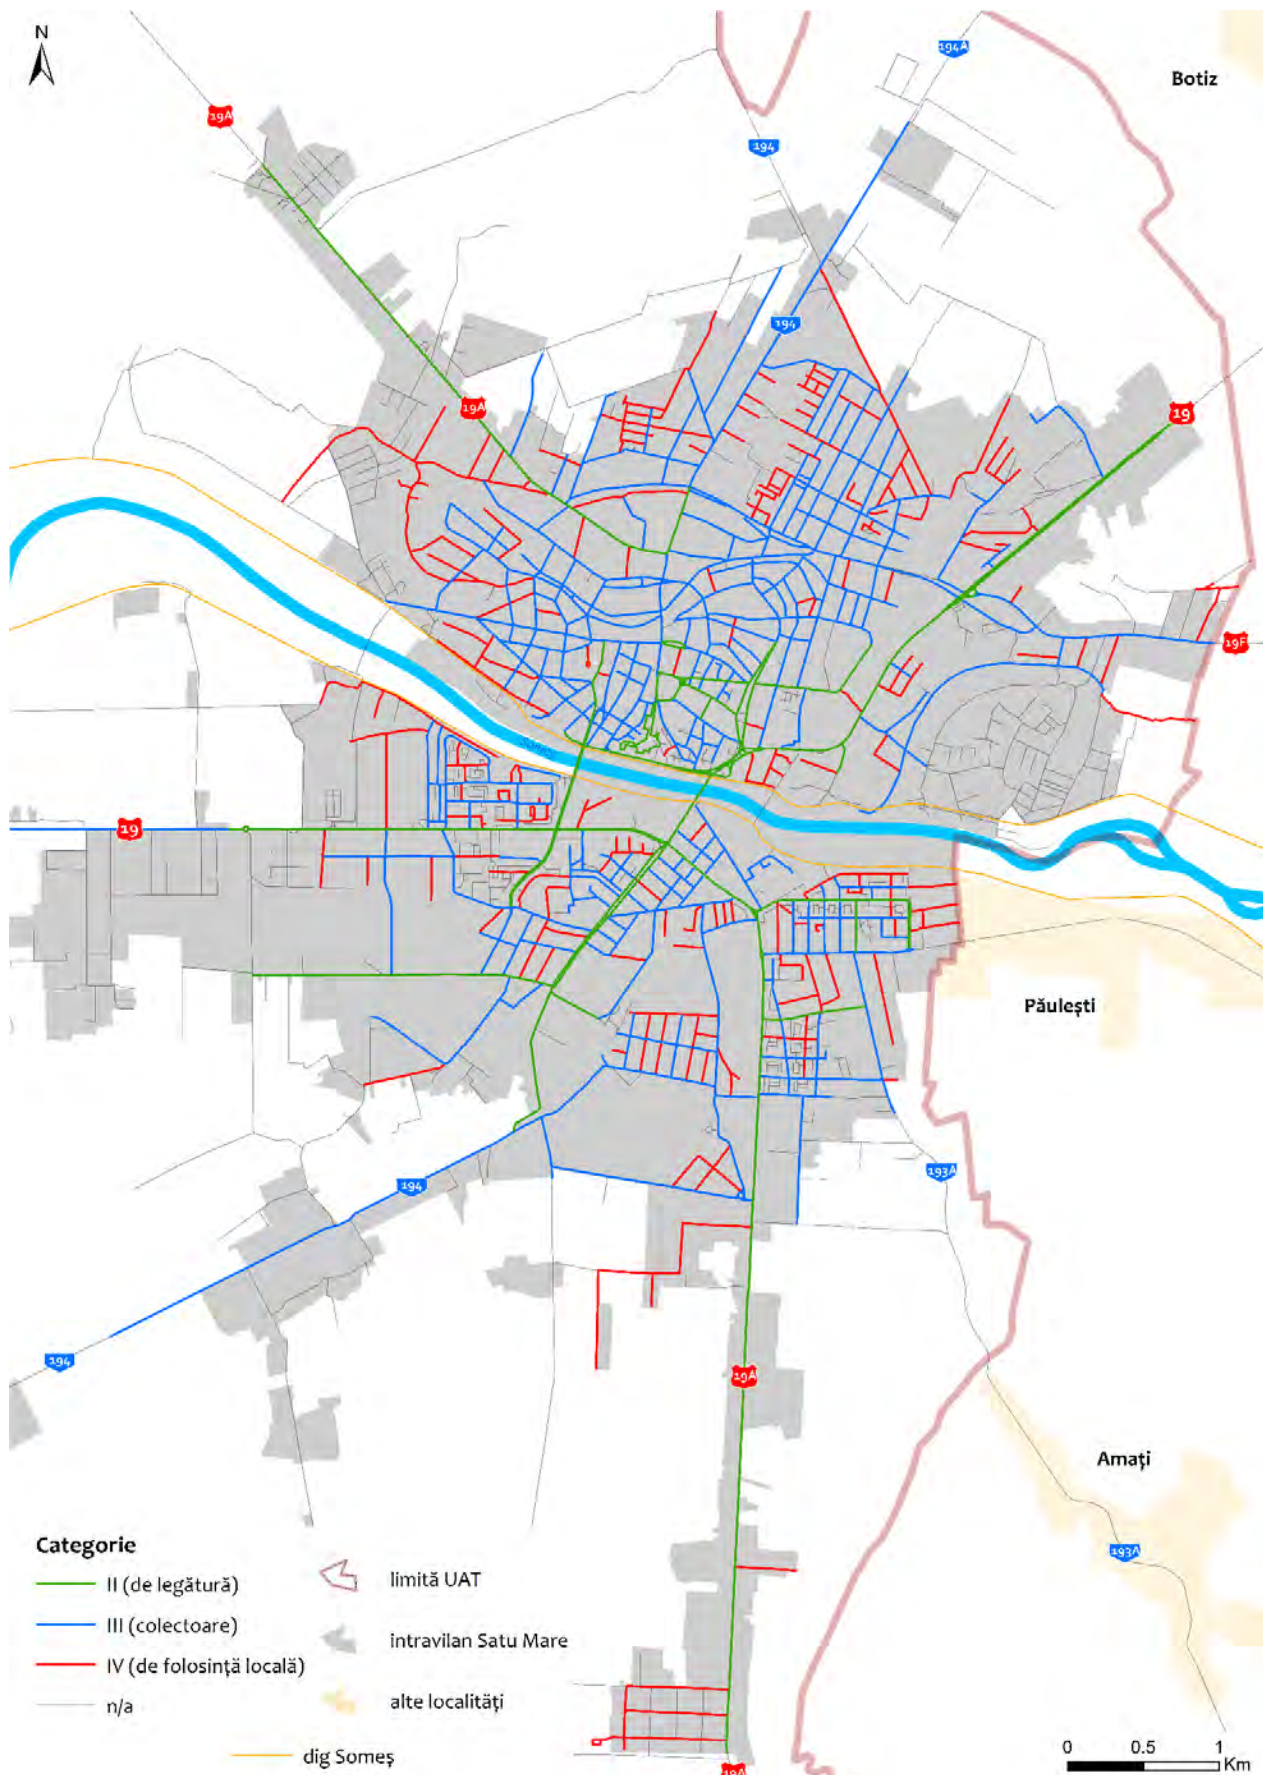 N
194A
Botiz
19A
194
194
19A
19
19F
Someș
19
Păulești
193A
194
194
19A
Amați
193A
Categorie
II (de legătură)
III (colectoare)
IV (de folosință locală)
n/a
limită UAT
intravilan Satu Mare
alte localități
dig Someș
0 0.5 1
Km
19A